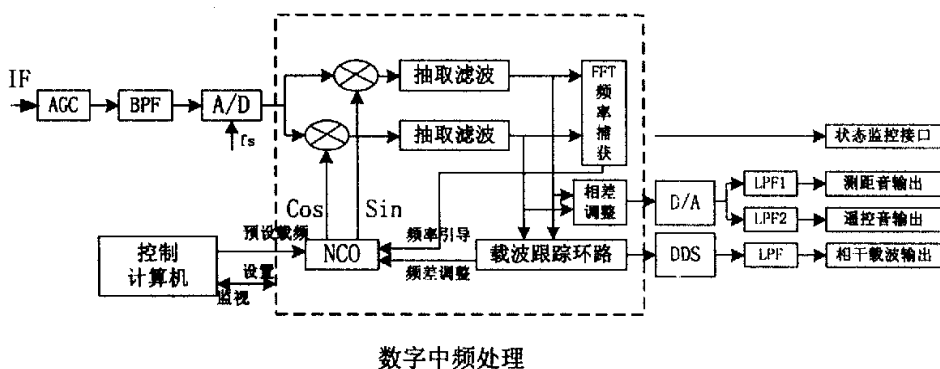 IF
AGC
BPF
A/D
fs
抽取滤波
抽取滤波
FFT
频
率
捕
获
Cos
Sin
相差
调整
D/A
LPF1
LPF2
状态监控接口
测距音输出
遥控音输出
控制
计算机
预设载频
设置
监视
NCO
频率引导
频差调整
载波跟踪环路
DDS
LPF
相干载波输出
数字中频处理